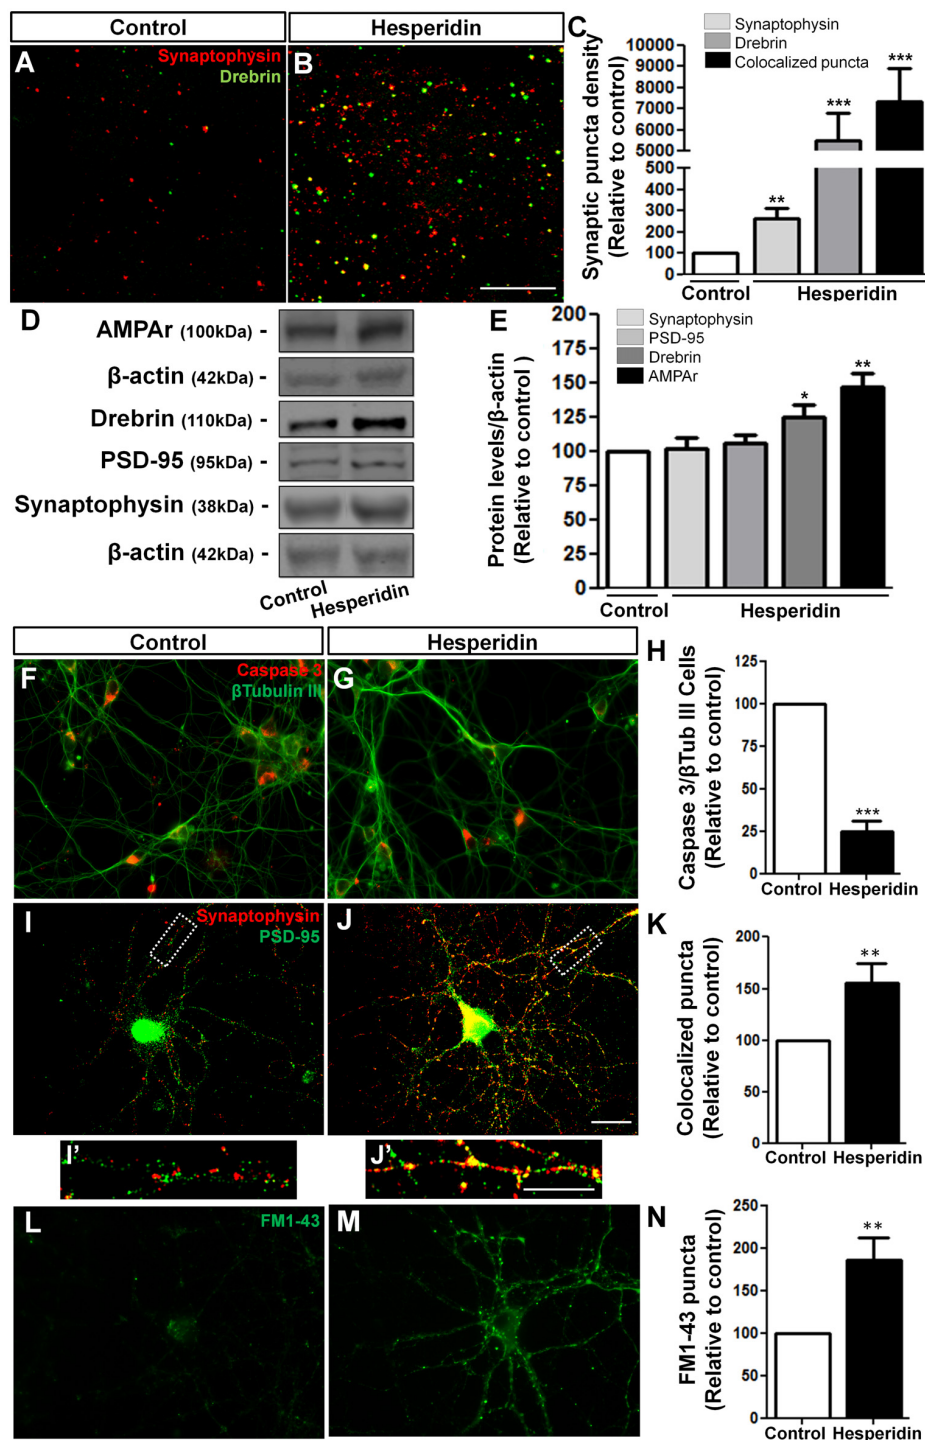 Control
Hesperidin
A
Synaptophysin
Drebrin
B
C
Synaptophysin
Drebrin
Colocalized puncta
Synaptic puncta density
(Relative to control)
10000
9000
8000
7000
6000
5000
500
400
300
200
100
0
**
***
***
Control
Hesperidin
D
AMPAr (100kDa) -
β-actin (42kDa) -
Drebrin (110kDa) -
PSD-95 (95kDa) -
Synaptophysin (38kDa) -
β-actin (42kDa) -
Control
Hesperidin
E
Synaptophysin
PSD-95
Drebrin
AMPAr
Protein levels/β-actin
(Relative to control )
200
175
150
125
100
75
50
25
0
*
**
Control
Hesperidin
Control
Hesperidin
F
Caspase 3
βTubulin III
G
H
Caspase 3/βTub III Cells
(Relative to control)
125
100
75
50
25
0
***
Control Hesperidin
I
Synaptophysin
PSD-95
J
K
Colocalized puncta
(Relative to control)
200
150
100
50
0
**
Control Hesperidin
I'
J'
L
FM1-43
M
N
FM1-43 puncta
(Relative to control)
250
200
150
100
50
0
**
Control Hesperidin